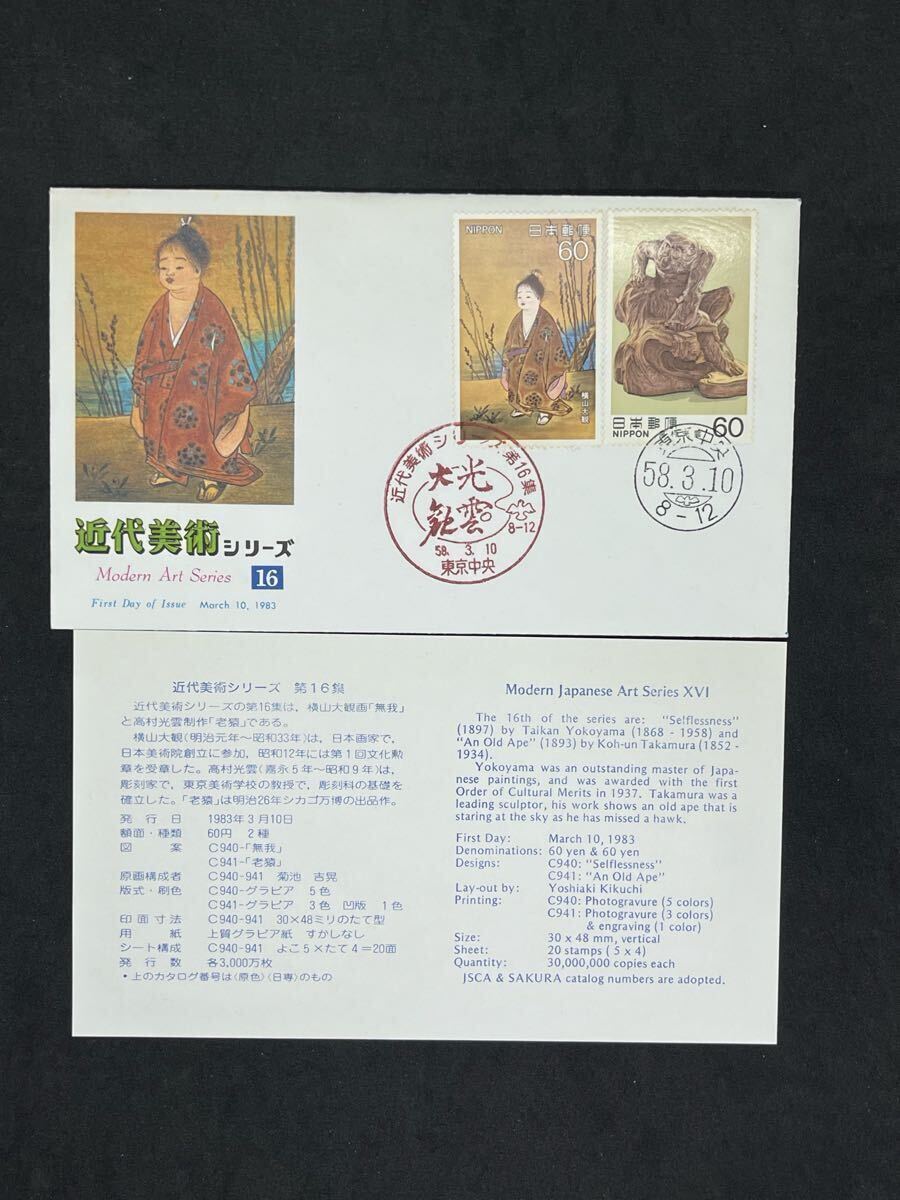 NIPPON 日本郵便
60
横山大観
日本郵便
NIPPON 60
近代美術シリーズ 第16集
大光
観雲
8-12
58. 3. 10
東京中央
東京中央
58.3.10
8-12
近代美術シリーズ
Modern Art Series 16
First Day of Issue March 10, 1983
近代美術シリーズ 第16集
近代美術シリーズの第16集は，横山大観画「無我」
と高村光雲制作「老猿」である。
横山大観（明治元年〜昭和33年）は，日本画家で，
日本美術院創立に参加，昭和12年には第1回文化勲
章を受章した。高村光雲（嘉永5年〜昭和9年）は，
彫刻家で，東京美術学校の教授で，彫刻科の基礎を
確立した。「老猿」は明治26年シカゴ万博の出品作。
発行日 1983年3月10日
額面・種類 60円 2種
図案 C940-「無我」
C941-「老猿」
原画構成者 C940-941 菊池 吉晃
版式・刷色 C940-グラビア 5色
C941-グラビア 3色 凹版 1色
印面寸法 C940-941 30×48ミリのたて型
用紙 上質グラビア紙 すかしなし
シート構成 C940-941 よこ5×たて4＝20面
発行数 各3,000万枚
・上のカタログ番号は〈原色〉〈日専〉のもの
Modern Japanese Art Series XVI
The 16th of the series are: "Selflessness"
(1897) by Taikan Yokoyama (1868 - 1958) and
"An Old Ape" (1893) by Koh-un Takamura (1852 -
1934).
Yokoyama was an outstanding master of Japa-
nese paintings, and was awarded with the first
Order of Cultural Merits in 1937. Takamura was a
leading sculptor, his work shows an old ape that is
staring at the sky as he has missed a hawk.
First Day: March 10, 1983
Denominations: 60 yen & 60 yen
Designs: C940: "Selflessness"
C941: "An Old Ape"
Lay-out by: Yoshiaki Kikuchi
Printing: C940: Photogravure (5 colors)
C941: Photogravure (3 colors)
& engraving (1 color)
Size: 30 x 48 mm, vertical
Sheet: 20 stamps ( 5 x 4 )
Quantity: 30,000,000 copies each
JSCA & SAKURA catalog numbers are adopted.